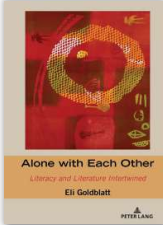 Alone with Each Other
Literacy and Literature Intertwined
Eli Goldblatt
PETER LANG